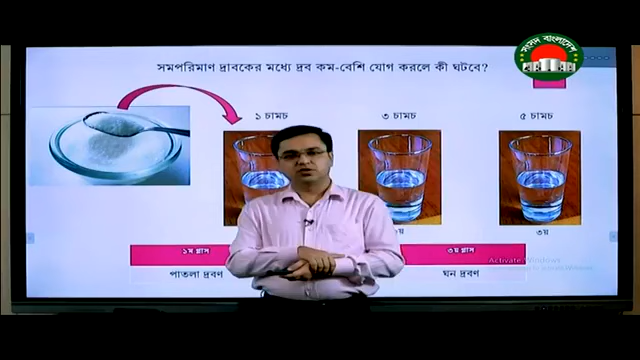 সংসদ বাংলাদেশ
সমপরিমাণ দ্রাবকের মধ্যে দ্রব কম-বেশি যোগ করলে কী ঘটবে?
১ চামচ
৩ চামচ
৫ চামচ
৩য়
১ম গ্লাস
৩য় গ্লাস
পাতলা দ্রবণ
ঘন দ্রবণ
Activate Windows